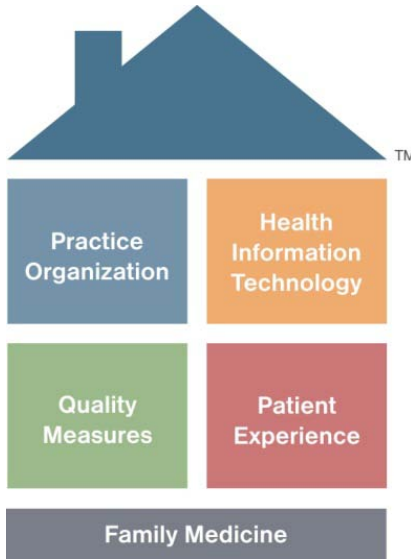 TM
Practice
Organization
Health
Information
Technology
Quality
Measures
Patient
Experience
Family Medicine